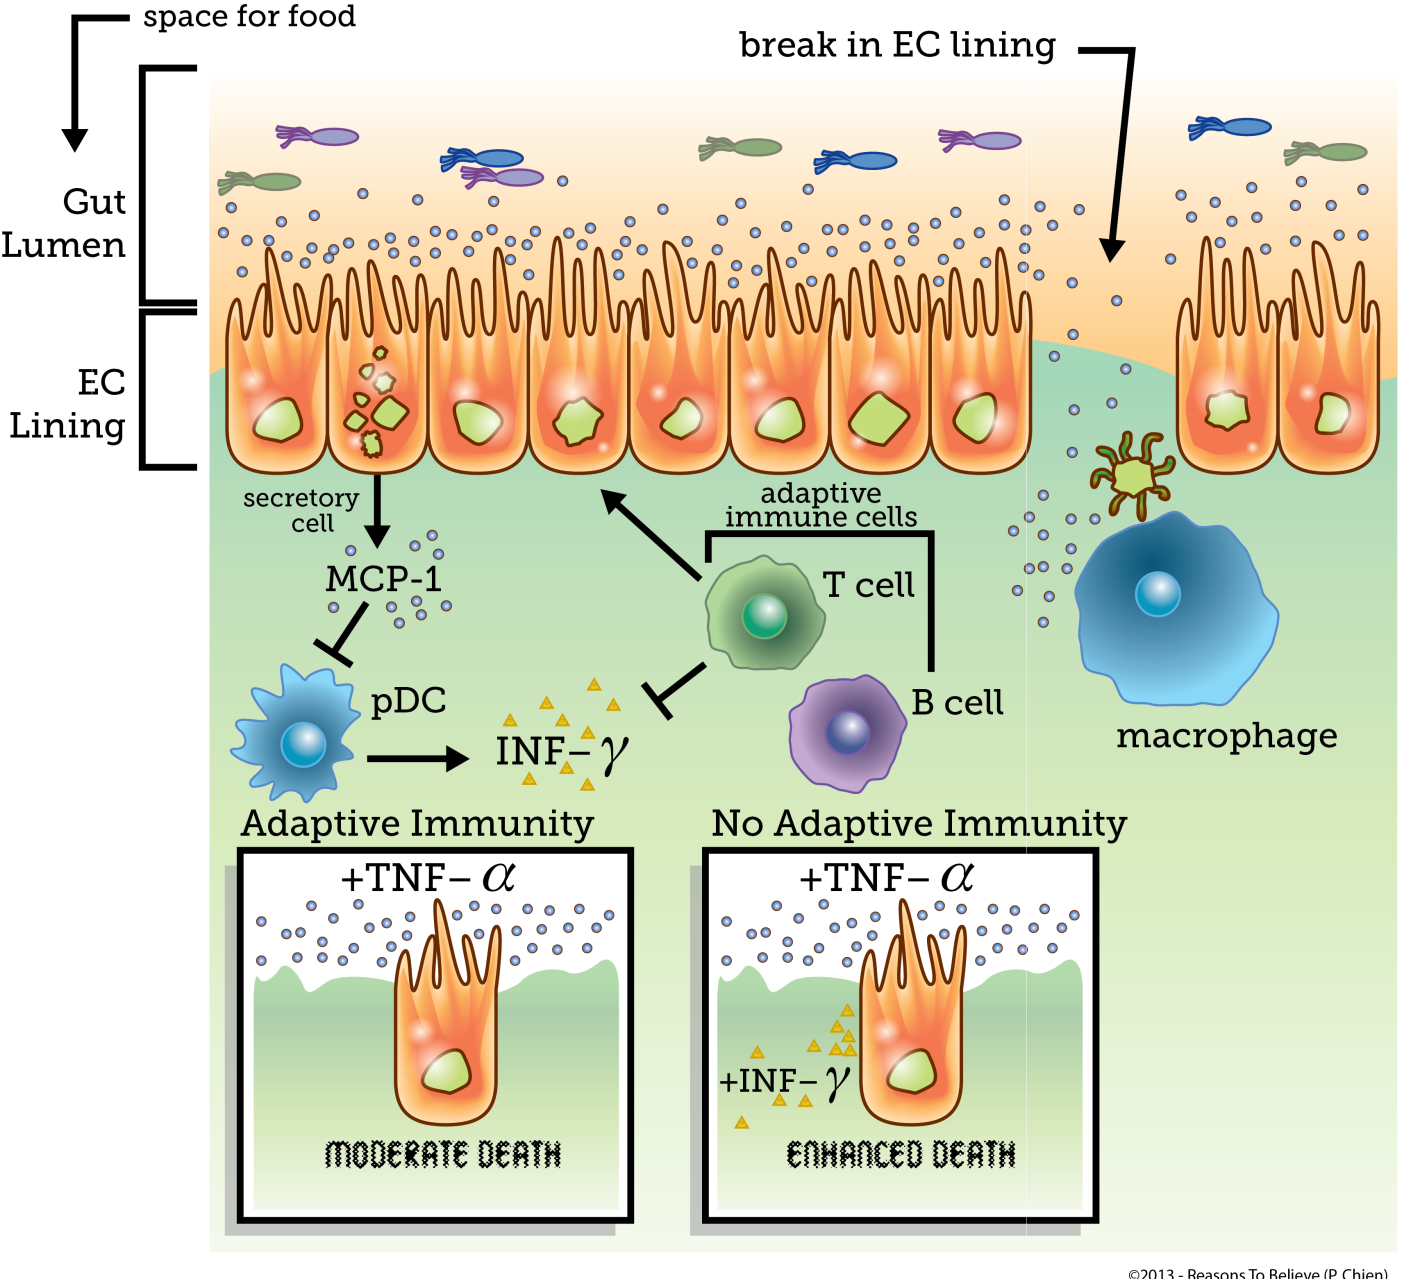 space for food
break in EC lining
Gut
Lumen
EC
Lining
secretory
cell
adaptive
immune cells
MCP-1
T cell
pDC
B cell
INF-γ
macrophage
Adaptive Immunity
No Adaptive Immunity
+TNF-α
+TNF-α
+INF-γ
MODERATE DEATH
ENHANCED DEATH
©2013 - Reasons To Believe (P. Chien)